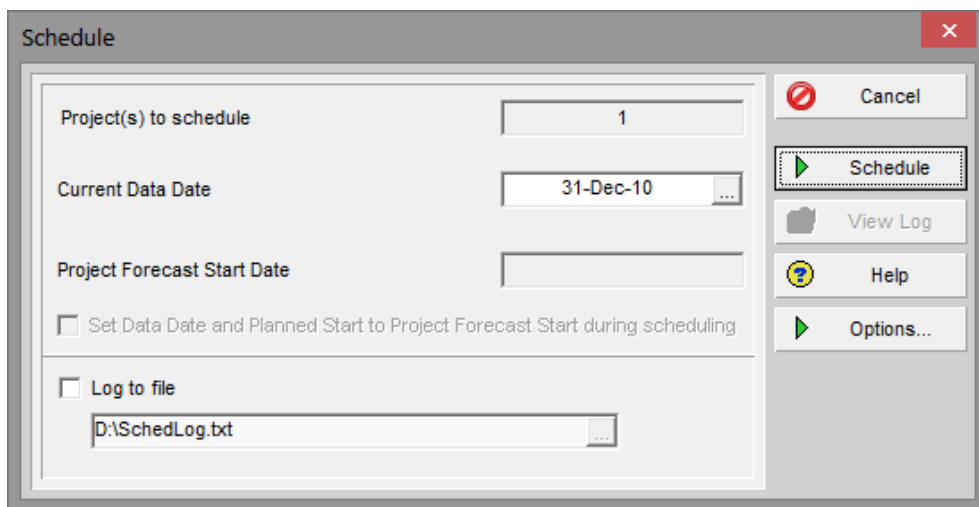 Schedule
Project(s) to schedule 1
Current Data Date 31-Dec-10 ...
Project Forecast Start Date
Set Data Date and Planned Start to Project Forecast Start during scheduling
Log to file
D:\SchedLog.txt ...
Cancel
Schedule
View Log
Help
Options...